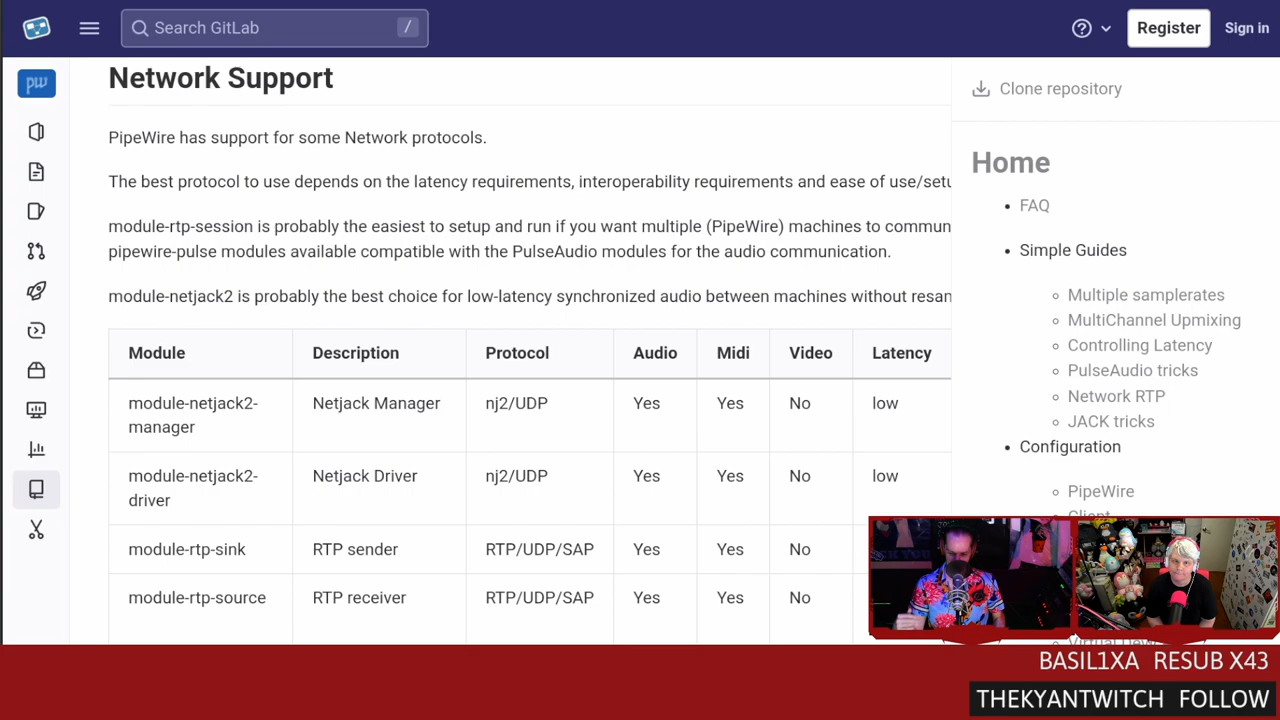 Search GitLab
/
Register
Sign in
pw
Network Support
PipeWire has support for some Network protocols.
The best protocol to use depends on the latency requirements, interoperability requirements and ease of use/setu
module-rtp-session is probably the easiest to setup and run if you want multiple (PipeWire) machines to commun
pipewire-pulse modules available compatible with the PulseAudio modules for the audio communication.
module-netjack2 is probably the best choice for low-latency synchronized audio between machines without resan
Module Description Protocol Audio Midi Video Latency
module-netjack2-
manager
Netjack Manager nj2/UDP Yes Yes No low
module-netjack2-
driver
Netjack Driver nj2/UDP Yes Yes No low
module-rtp-sink RTP sender RTP/UDP/SAP Yes Yes No
module-rtp-source RTP receiver RTP/UDP/SAP Yes Yes No
Clone repository
Home
FAQ
Simple Guides
Multiple samplerates
MultiChannel Upmixing
Controlling Latency
PulseAudio tricks
Network RTP
JACK tricks
Configuration
PipeWire
Client
BASIL1XA RESUB X43
THEKYANTWITCH FOLLOW